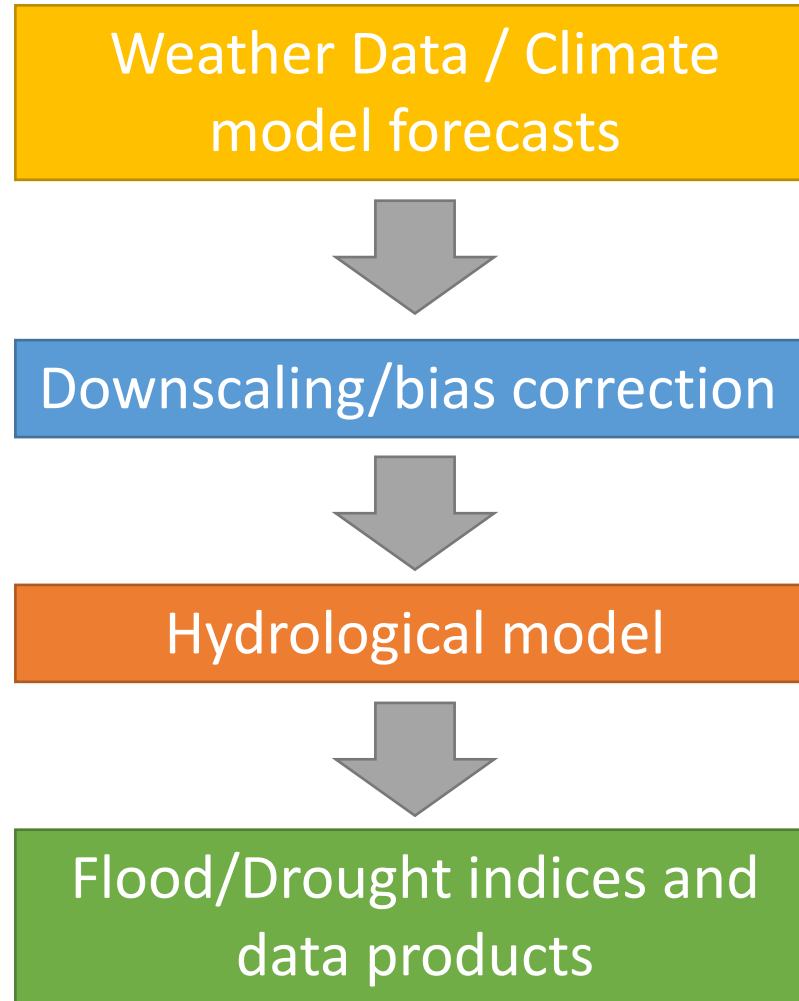 Weather Data / Climate
model forecasts
Downscaling/bias correction
Hydrological model
Flood/Drought indices and
data products